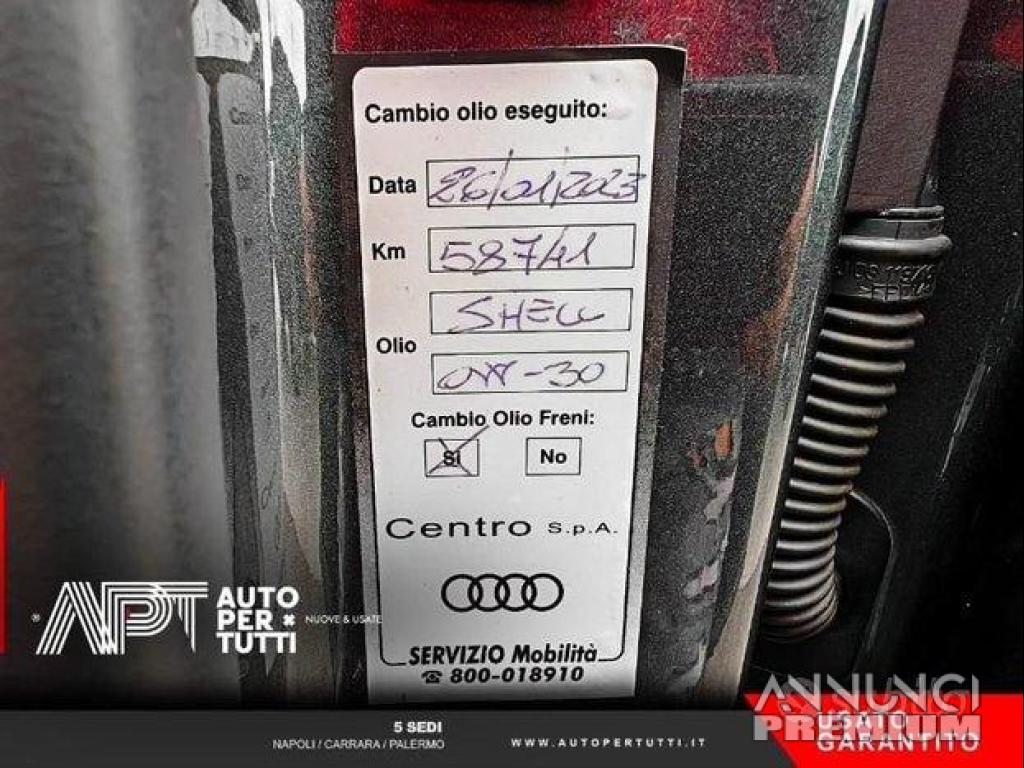 Cambio olio eseguito:
Data 26/01/2023
Km 58741
SHELL
Olio
0W-30
Cambio Olio Freni:
Si No
Centro S.p.A.
SERVIZIO Mobilità
☎ 800-018910
® APT AUTO PER TUTTI NUOVE & USATE
5 SEDI
NAPOLI / CARRARA / PALERMO
WWW.AUTOPERTUTTI.IT
ANNUNCI
PREMIUM
USATO
GARANTITO